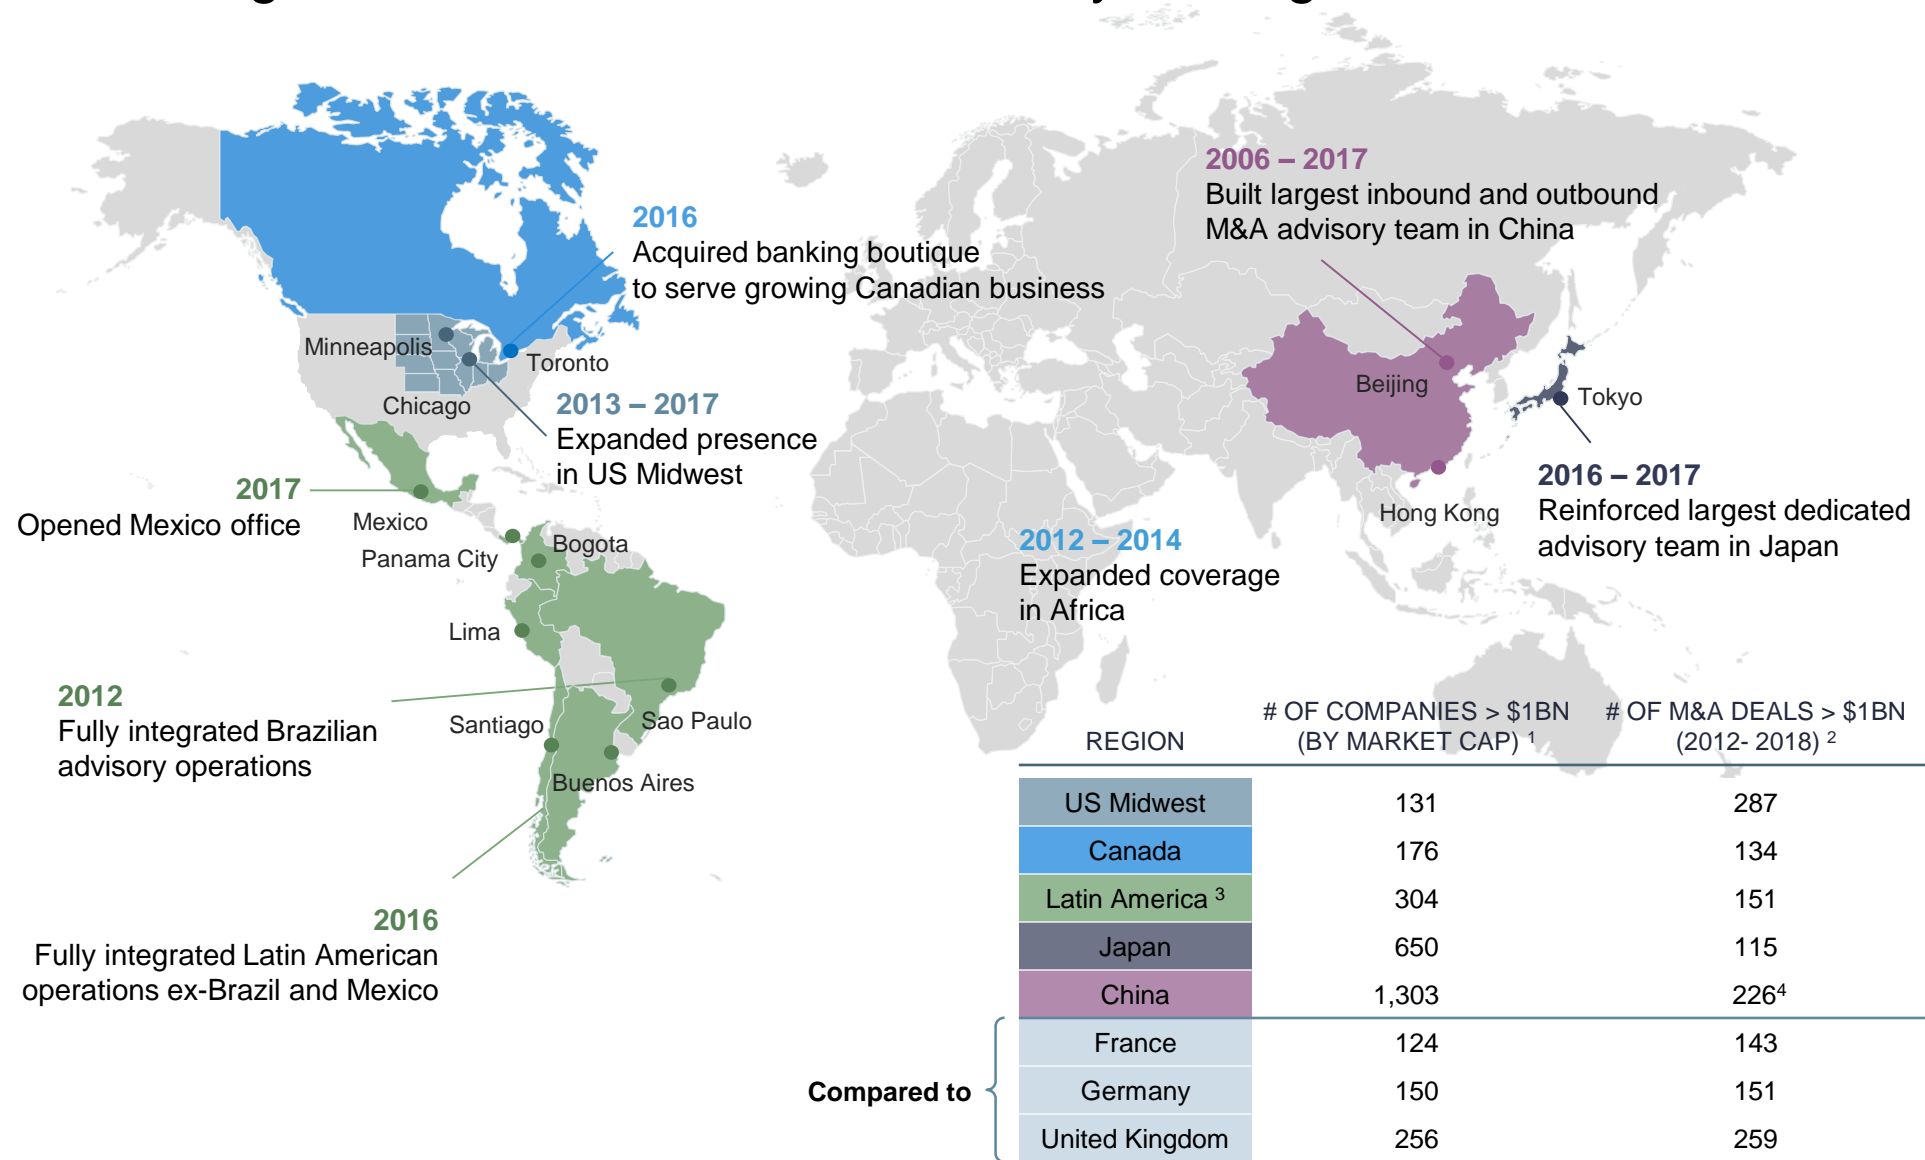 2006 – 2017
Built largest inbound and outbound
M&A advisory team in China
2016
Acquired banking boutique
to serve growing Canadian business
Minneapolis
Toronto
Chicago
2013 – 2017
Expanded presence
in US Midwest
Beijing
Tokyo
2016 – 2017
Reinforced largest dedicated
advisory team in Japan
Hong Kong
2017
Opened Mexico office
Mexico
Panama City
Bogota
2012 – 2014
Expanded coverage
in Africa
Lima
2012
Fully integrated Brazilian
advisory operations
Santiago
Sao Paulo
Buenos Aires
2016
Fully integrated Latin American
operations ex-Brazil and Mexico
# OF COMPANIES > $1BN # OF M&A DEALS > $1BN
REGION (BY MARKET CAP) 1 (2012- 2018) 2
US Midwest 131 287
Canada 176 134
Latin America 3 304 151
Japan 650 115
China 1,303 2264
France 124 143
Compared to
Germany 150 151
United Kingdom 256 259